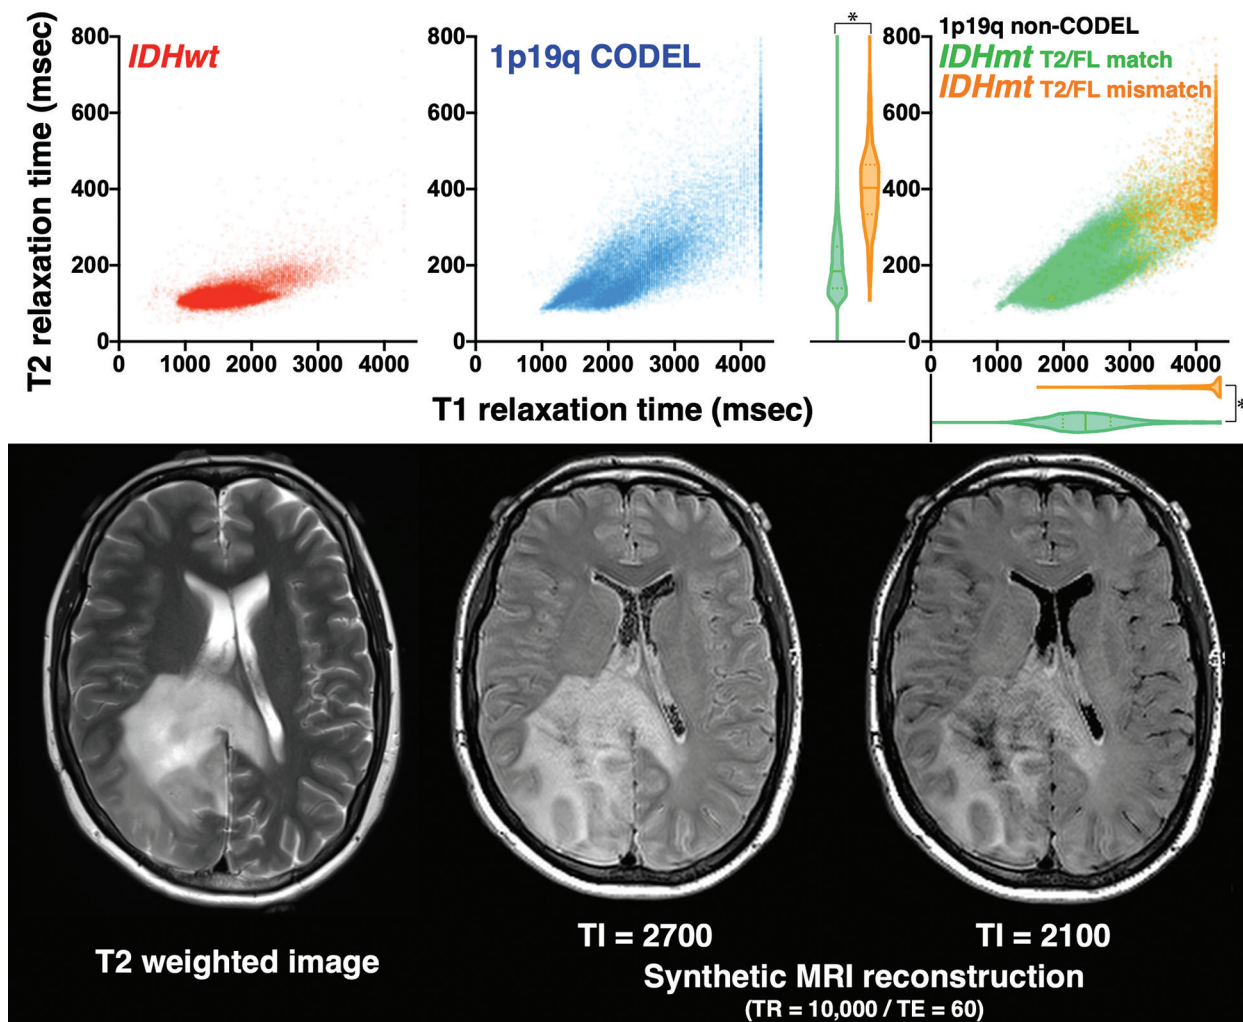 T2 relaxation time (msec)
800
600
400
200
0
IDHwt
0 1000 2000 3000 4000
800
600
400
200
0
1p19q CODEL
0 1000 2000 3000 4000
*
1p19q non-CODEL
IDHmt T2/FL match
IDHmt T2/FL mismatch
800
600
400
200
0
0 1000 2000 3000 4000
*
T1 relaxation time (msec)
T2 weighted image
TI = 2700
TI = 2100
Synthetic MRI reconstruction
(TR = 10,000 / TE = 60)